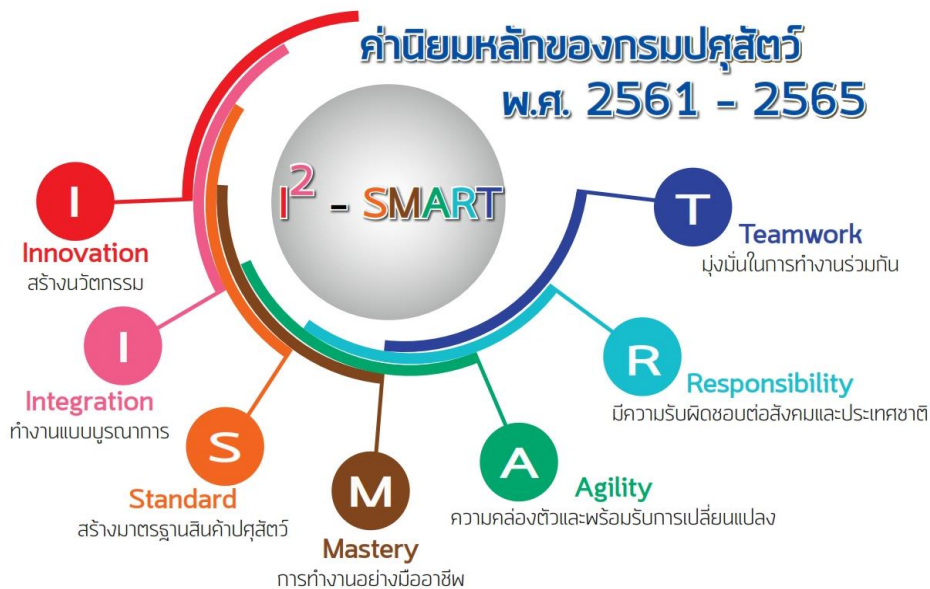 ค่านิยมหลักของกรมปศุสัตว์
พ.ศ. 2561 - 2565
I² - SMART
I
Innovation
สร้างนวัตกรรม
I
Integration
ทำงานแบบบูรณาการ
S
Standard
สร้างมาตรฐานสินค้าปศุสัตว์
M
Mastery
การทำงานอย่างมืออาชีพ
A
Agility
ความคล่องตัวและพร้อมรับการเปลี่ยนแปลง
R
Responsibility
มีความรับผิดชอบต่อสังคมและประเทศชาติ
T
Teamwork
มุ่งมั่นในการทำงานร่วมกัน